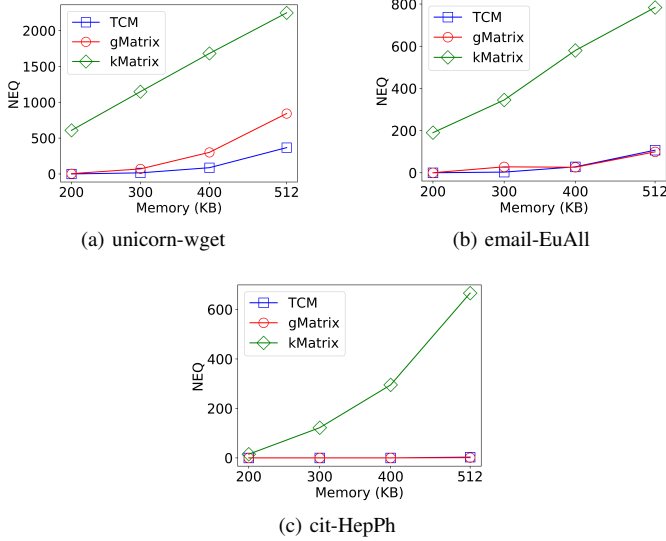 2000
1500
1000
500
0
NEQ
TCM
gMatrix
kMatrix
200 300 400 512
Memory (KB)
(a) unicorn-wget
800
600
400
200
0
NEQ
TCM
gMatrix
kMatrix
200 300 400 512
Memory (KB)
(b) email-EuAll
600
400
200
0
NEQ
TCM
gMatrix
kMatrix
200 300 400 512
Memory (KB)
(c) cit-HepPh